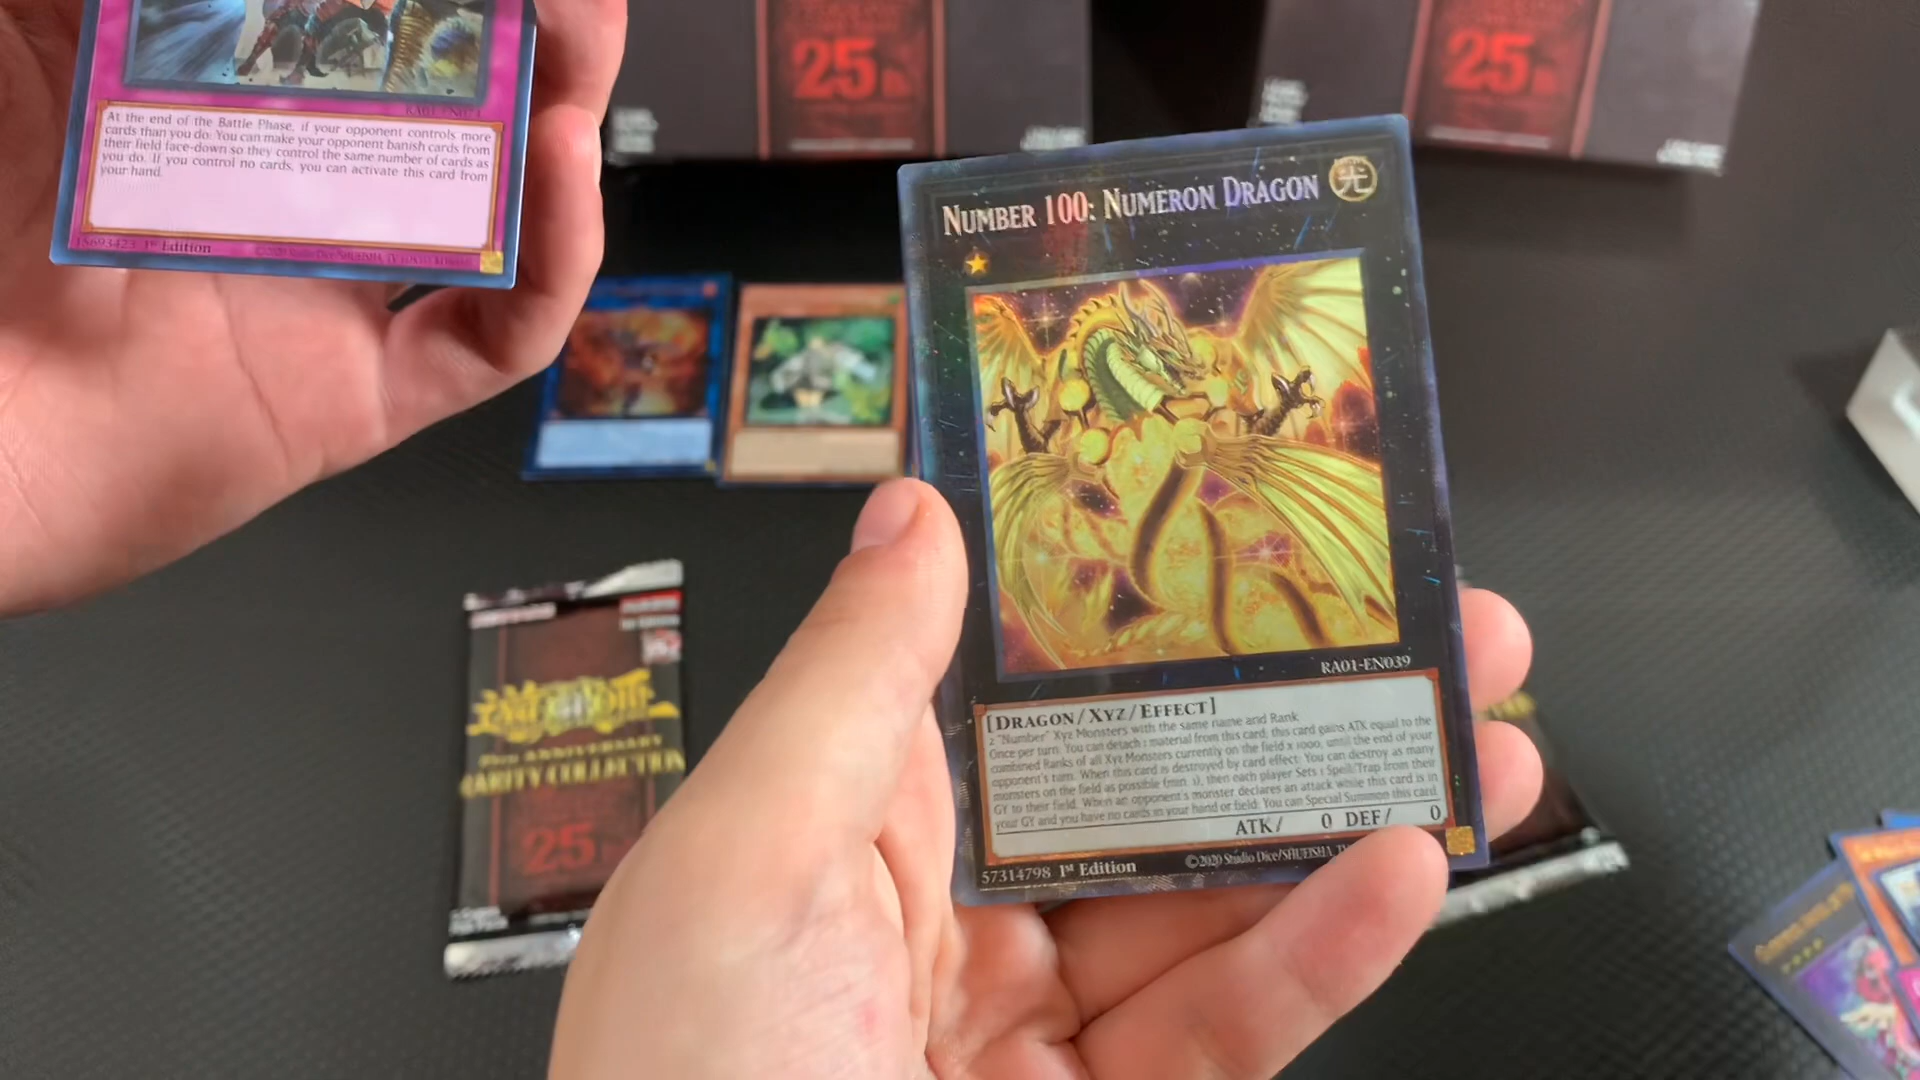 At the end of the Battle Phase, if your opponent controls more
cards than you do: You can make your opponent banish cards from
their field face-down so they control the same number of cards as
you do. If you control no cards, you can activate this card from
your hand.
15693423 1st Edition
25
25
NUMBER 100: NUMERON DRAGON
光
RA01-EN039
[DRAGON/XYZ/EFFECT]
2 "Number" Xyz Monsters with the same name and Rank
Once per turn: You can detach 1 material from this card; this card gains ATK equal to the
combined Ranks of all Xyz Monsters currently on the field x 1000, until the end of your
opponent's turn. When this card is destroyed by card effect: You can destroy as many
monsters on the field as possible (min. 1), then each player Sets 1 Spell/Trap from their
GY to their field. When an opponent's monster declares an attack while this card is in
your GY and you have no cards in your hand or field: You can Special Summon this card.
ATK/ 0 DEF/ 0
57314798 1st Edition
©2020 Studio Dice/SHUEISHA, TV
25TH ANNIVERSARY
RARITY COLLECTION
25